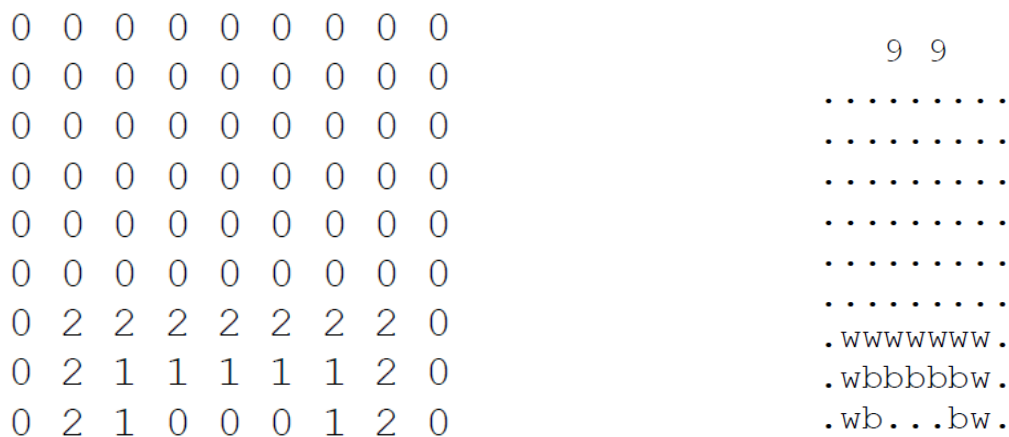 0 0 0 0 0 0 0 0 0
0 0 0 0 0 0 0 0 0
0 0 0 0 0 0 0 0 0
0 0 0 0 0 0 0 0 0
0 0 0 0 0 0 0 0 0
0 0 0 0 0 0 0 0 0
0 2 2 2 2 2 2 2 0
0 2 1 1 1 1 1 2 0
0 2 1 0 0 0 1 2 0
9 9
.........
.........
.........
.........
.........
.........
.wwwwwww.
.wbbbbbw.
.wb...bw.